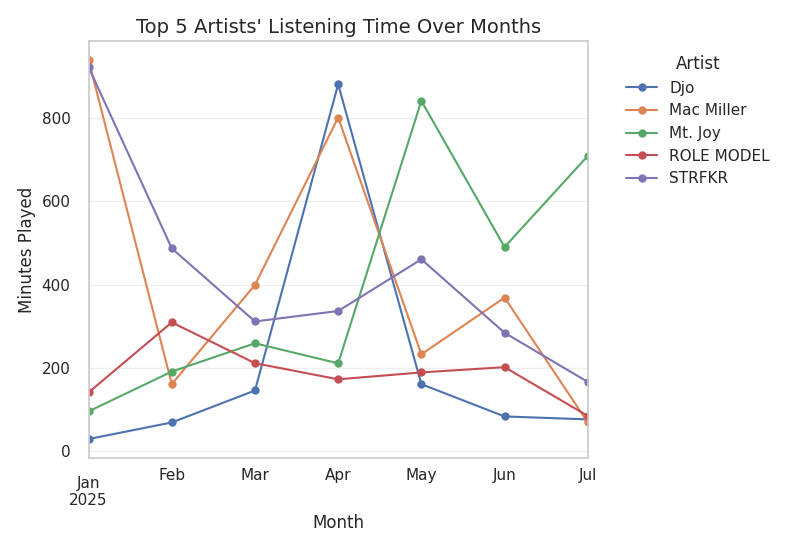 Top 5 Artists' Listening Time Over Months
Artist
Djo
Mac Miller
Mt. Joy
ROLE MODEL
STRFKR
Minutes Played
800
600
400
200
0
Jan
2025
Feb
Mar
Apr
May
Jun
Jul
Month